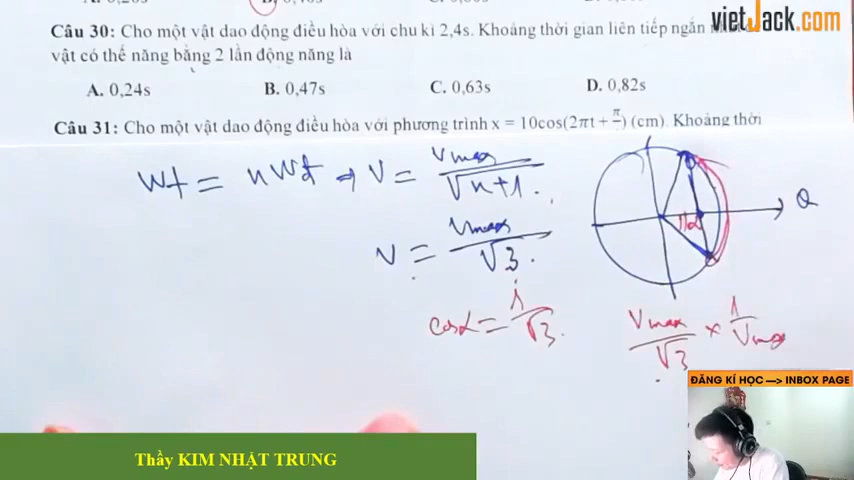 vietJack.com
Câu 30: Cho một vật dao động điều hòa với chu kì 2,4s. Khoảng thời gian liên tiếp ngắn
vật có thế năng bằng 2 lần động năng là
A. 0,24s B. 0,47s C. 0,63s D. 0,82s
Câu 31: Cho một vật dao động điều hòa với phương trình x = 10cos(2πt + π/) (cm). Khoảng thời
Wt = nWđ → v = vmax/√n+1.
v = vmax/√3.
cosα = 1/√3.
vmax/√3 × 1/vmax
α
ĐĂNG KÍ HỌC —> INBOX PAGE
Thầy KIM NHẬT TRUNG